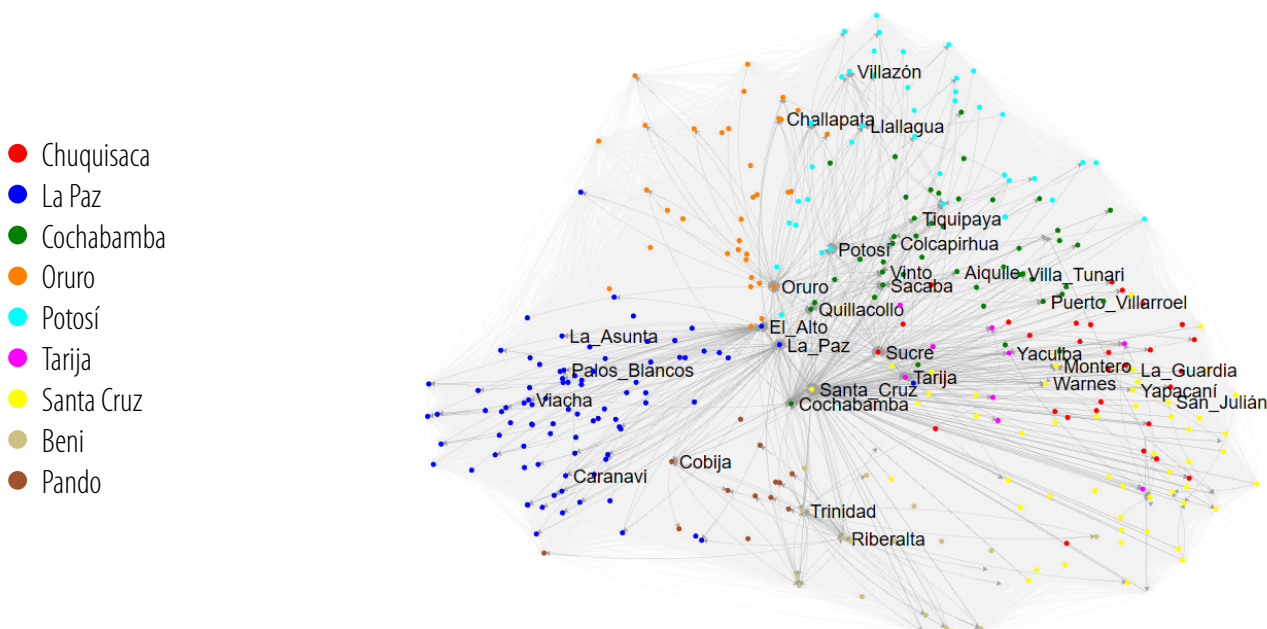 Chuquisaca
La Paz
Cochabamba
Oruro
Potosí
Tarija
Santa Cruz
Beni
Pando
Villazón
Challapata
Llallagua
Tiquipaya
Colcapirhua
Potosí
Vinto
Aiquile
Villa_Tunari
Sacaba
Oruro
Puerto_Villarroel
Quillacollo
El_Alto
La_Asunta
La_Paz
Sucre
Yacuiba
Montero
La_Guardia
Palos_Blancos
Tarija
Warnes
Yapacaní
Santa_Cruz
San_Julián
Viacha
Cochabamba
Cobija
Caranavi
Trinidad
Riberalta